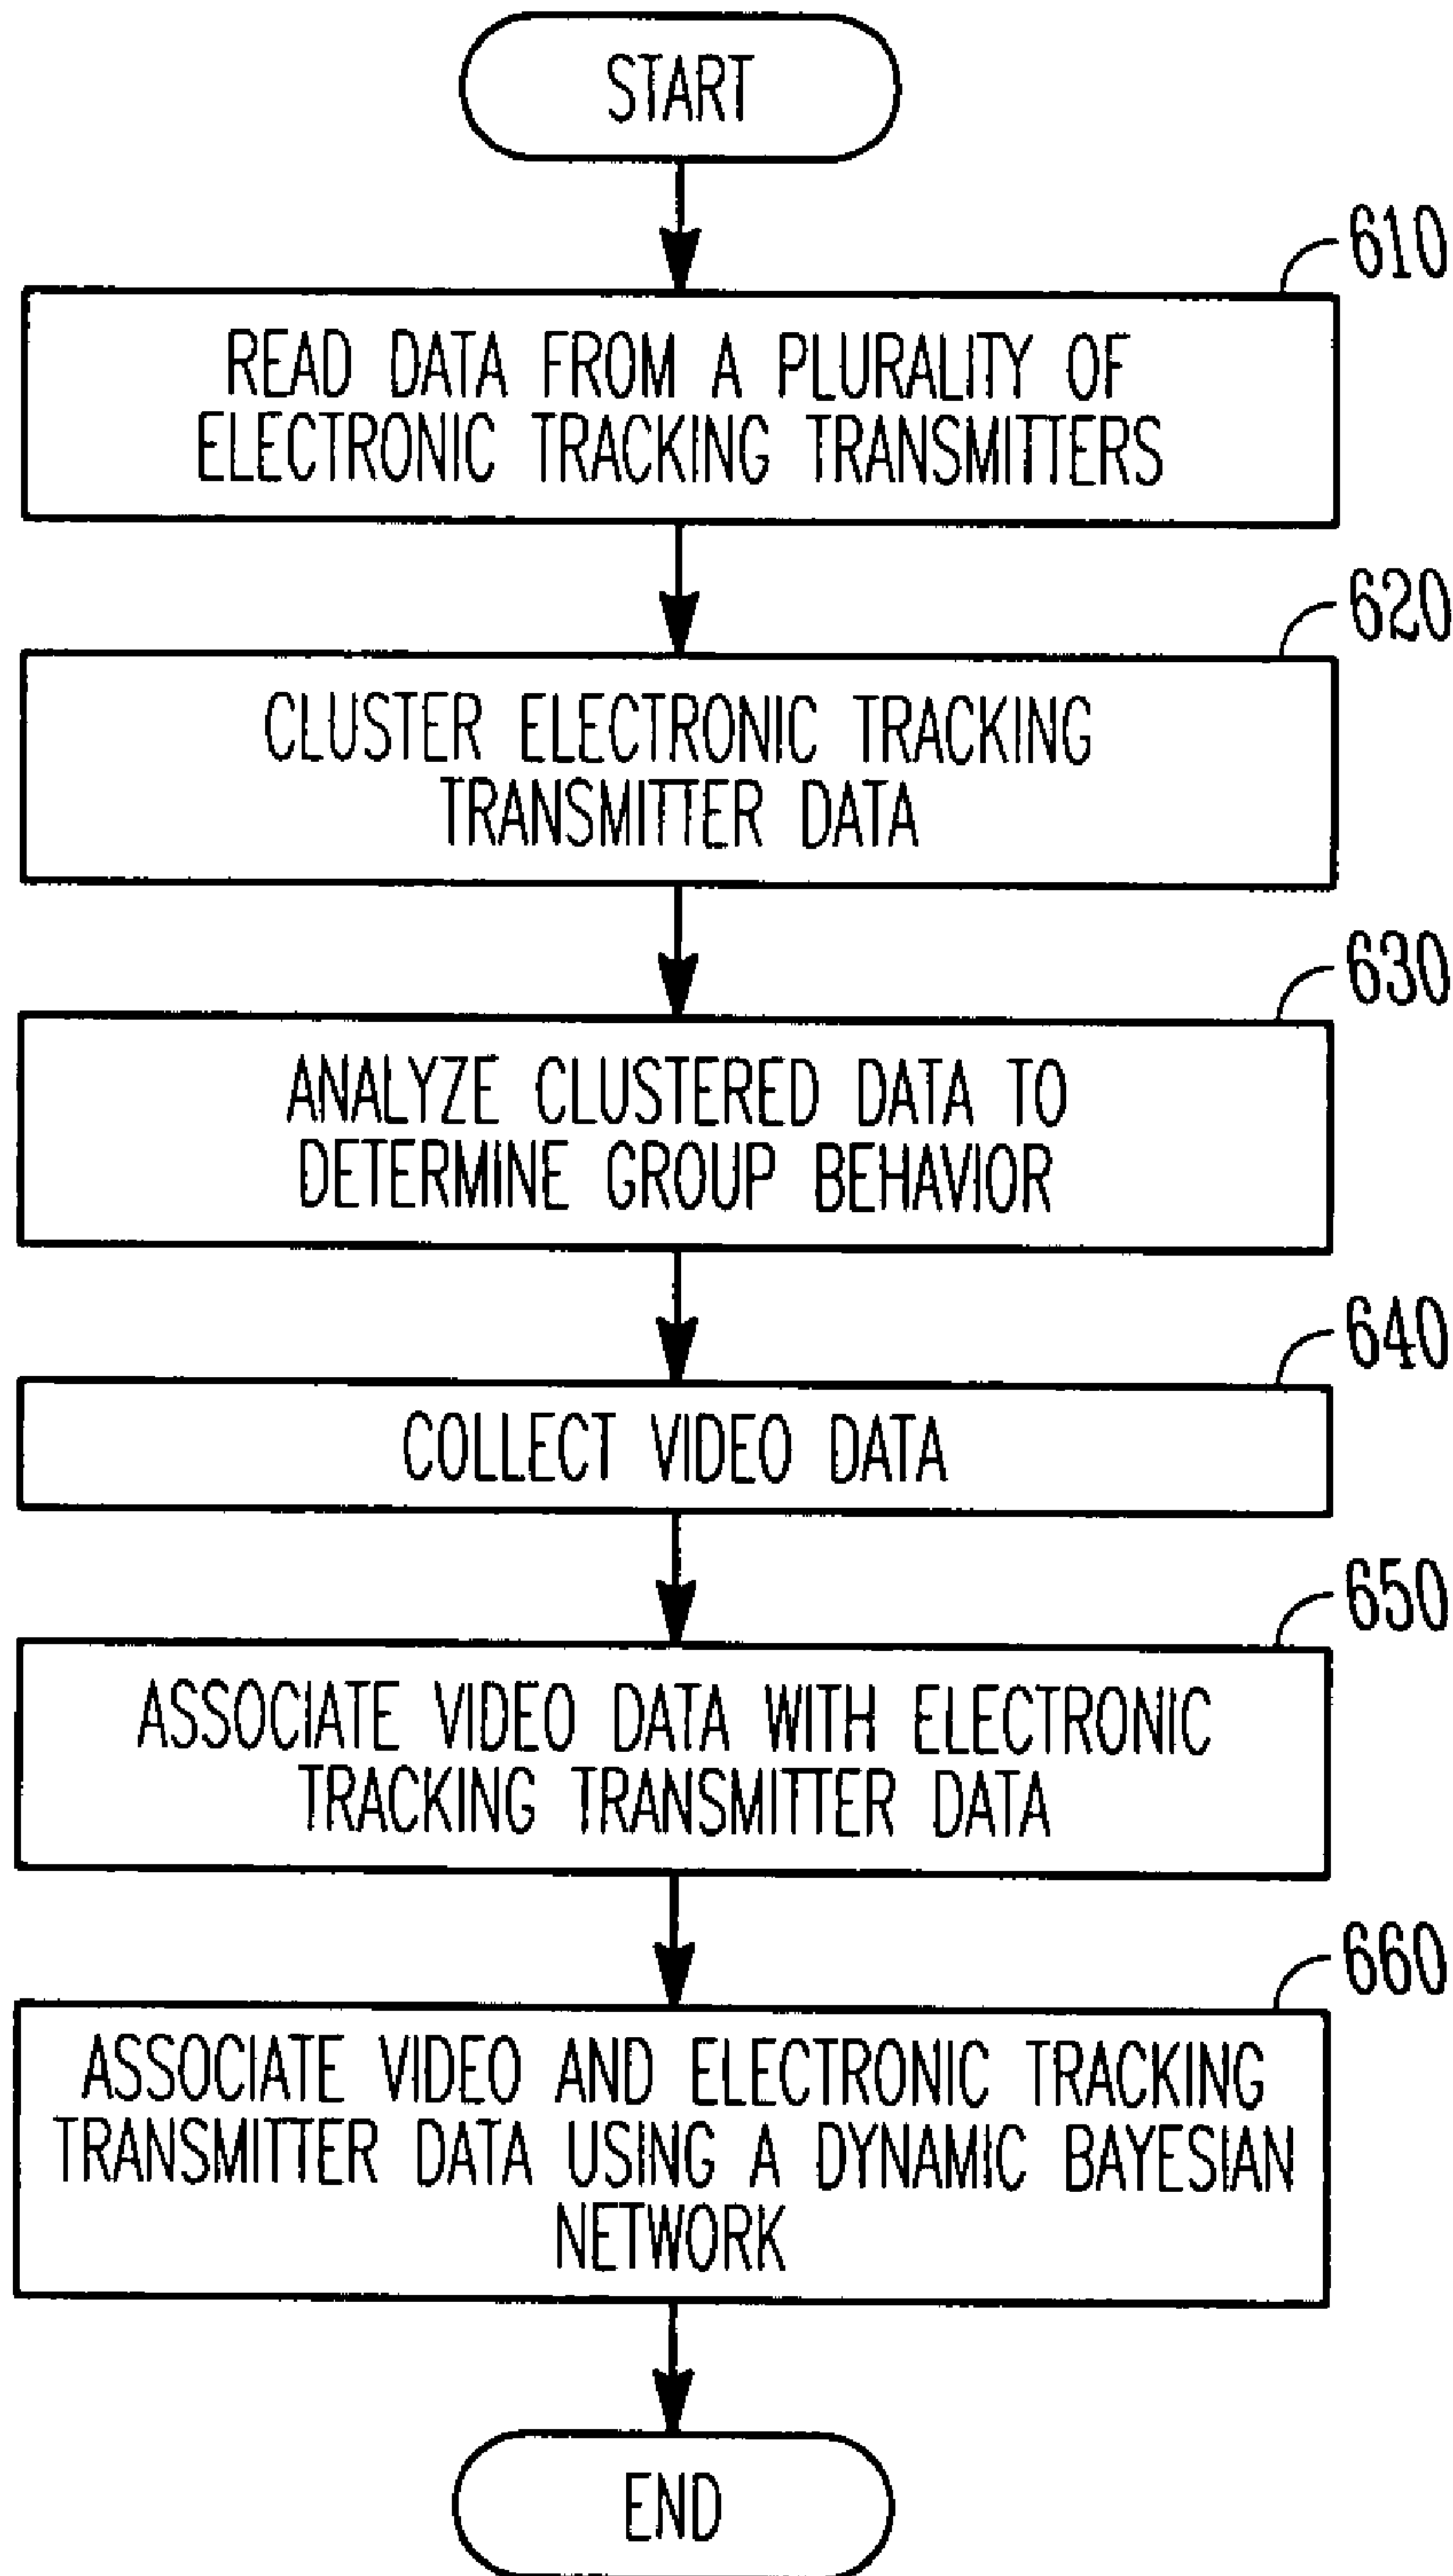 START
610
READ DATA FROM A PLURALITY OF
ELECTRONIC TRACKING TRANSMITTERS
620
CLUSTER ELECTRONIC TRACKING
TRANSMITTER DATA
630
ANALYZE CLUSTERED DATA TO
DETERMINE GROUP BEHAVIOR
640
COLLECT VIDEO DATA
650
ASSOCIATE VIDEO DATA WITH ELECTRONIC
TRACKING TRANSMITTER DATA
660
ASSOCIATE VIDEO AND ELECTRONIC TRACKING
TRANSMITTER DATA USING A DYNAMIC BAYESIAN
NETWORK
END